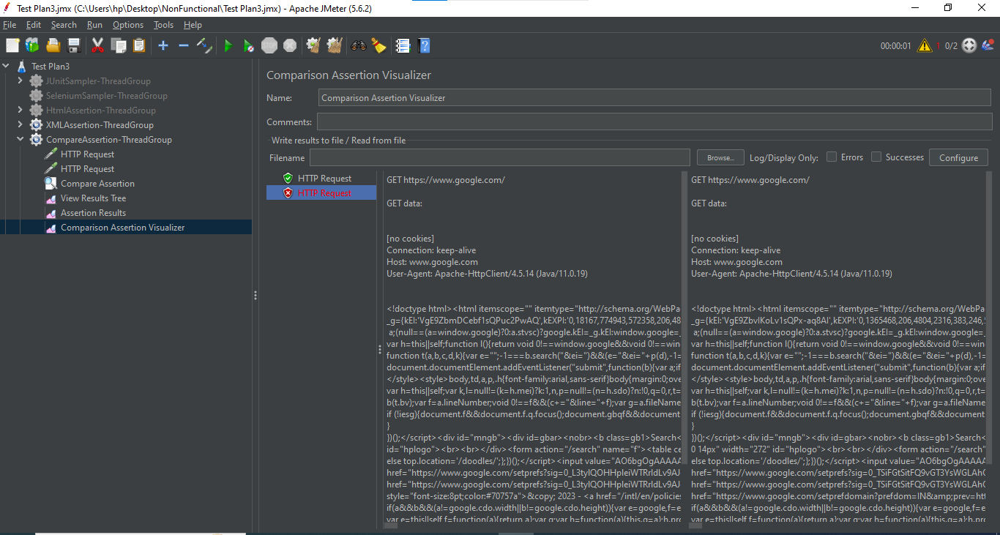 Test Plan3.jmx (C:\Users\hp\Desktop\NonFunctional\Test Plan3.jmx) - Apache JMeter (5.6.2)
File Edit Search Run Options Tools Help
STOP
00:00:01 1 0/2
Test Plan3
JUnitSampler-ThreadGroup
SeleniumSampler-ThreadGroup
HtmlAssertion-ThreadGroup
XMLAssertion-ThreadGroup
CompareAssertion-ThreadGroup
HTTP Request
HTTP Request
Compare Assertion
View Results Tree
Assertion Results
Comparison Assertion Visualizer
Comparison Assertion Visualizer
Name: Comparison Assertion Visualizer
Comments:
Write results to file / Read from file
Filename Browse... Log/Display Only: Errors Successes Configure
HTTP Request
HTTP Request
GET https://www.google.com/
GET data:
[no cookies]
Connection: keep-alive
Host: www.google.com
User-Agent: Apache-HttpClient/4.5.14 (Java/11.0.19)
<!doctype html><html itemscope="" itemtype="http://schema.org/WebPa
_g={kEI:'VgE9ZbmDCebf1sQPuc2PwAQ',kEXPI:'0,18167,774943,572358,206,48
a;(null==(a=window.google)?0:a.stvsc)?google.kEI=_g.kEI:window.google=_
var h=this||self;function l(){return void 0!==window.google&&void 0!==win
function t(a,b,c,d,k){var e="";-1===b.search("&ei=")&&(e="&ei="+p(d),-1=
document.documentElement.addEventListener("submit",function(b){var a;if
</style><style>body,td,a,p,.h{font-family:arial,sans-serif}body{margin:0;ove
var h=this||self;var k,l=null!=(k=h.mei)?k:1,n,p=null!=(n=h.sdo)?n:!0,q=0,r,t=
b(t.bv);var f=a.lineNumber;void 0!==f&&(c+="&line="+f);var g=a.fileName
if (!iesg){document.f&&document.f.q.focus();document.gbqf&&document
}
})();</script><div id="mngb"><div id=gbar><nobr><b class=gb1>Search<
id="hplogo"><br><br></div><form action="/search" name="f"><table ce
else top.location='/doodles/';};})();</script><input value="AO6bgOgAAAAA
href="https://www.google.com/setprefs?sig=0_L3tylQOHHpleiWTRrIdLv9AJ
href="https://www.google.com/setprefs?sig=0_L3tylQOHHpleiWTRrIdLv9AJ
style="font-size:8pt;color:#70757a">&copy; 2023 - <a href="/intl/en/policies
if(a&&b&&(a!=google.cdo.width||b!=google.cdo.height)){var e=google,f=e
var e=this||self,f=function(a){return a};var g;var h=function(a){this.g=a};h.pro
GET https://www.google.com/
GET data:
[no cookies]
Connection: keep-alive
Host: www.google.com
User-Agent: Apache-HttpClient/4.5.14 (Java/11.0.19)
<!doctype html><html itemscope="" itemtype="http://schema.org/WebPa
_g={kEI:'VgE9ZbvlKoLv1sQPx-aq8AI',kEXPI:'0,1365468,206,4804,2316,383,246,
a;(null==(a=window.google)?0:a.stvsc)?google.kEI=_g.kEI:window.google=
var h=this||self;function l(){return void 0!==window.google&&void 0!==win
function t(a,b,c,d,k){var e="";-1===b.search("&ei=")&&(e="&ei="+p(d),-1=
document.documentElement.addEventListener("submit",function(b){var a;if
</style><style>body,td,a,p,.h{font-family:arial,sans-serif}body{margin:0;ove
var h=this||self;var k,l=null!=(k=h.mei)?k:1,n,p=null!=(n=h.sdo)?n:!0,q=0,r,t=
b(t.bv);var f=a.lineNumber;void 0!==f&&(c+="&line="+f);var g=a.fileName
if (!iesg){document.f&&document.f.q.focus();document.gbqf&&document
}
})();</script><div id="mngb"><div id=gbar><nobr><b class=gb1>Search<
0 14px" width="272" id="hplogo"><br><br></div><form action="/search"
else top.location='/doodles/';};})();</script><input value="AO6bgOgAAAAA
href="https://www.google.com/setprefs?sig=0_TSiFGtSitFQ9vGT3YsWGLAhC
href="https://www.google.com/setprefs?sig=0_TSiFGtSitFQ9vGT3YsWGLAhC
href="https://www.google.com/setprefdomain?prefdom=IN&amp;prev=htt
if(a&&b&&(a!=google.cdo.width||b!=google.cdo.height)){var e=google,f=e
var e=this||self,f=function(a){return a};var g;var h=function(a){this.g=a};h.pro